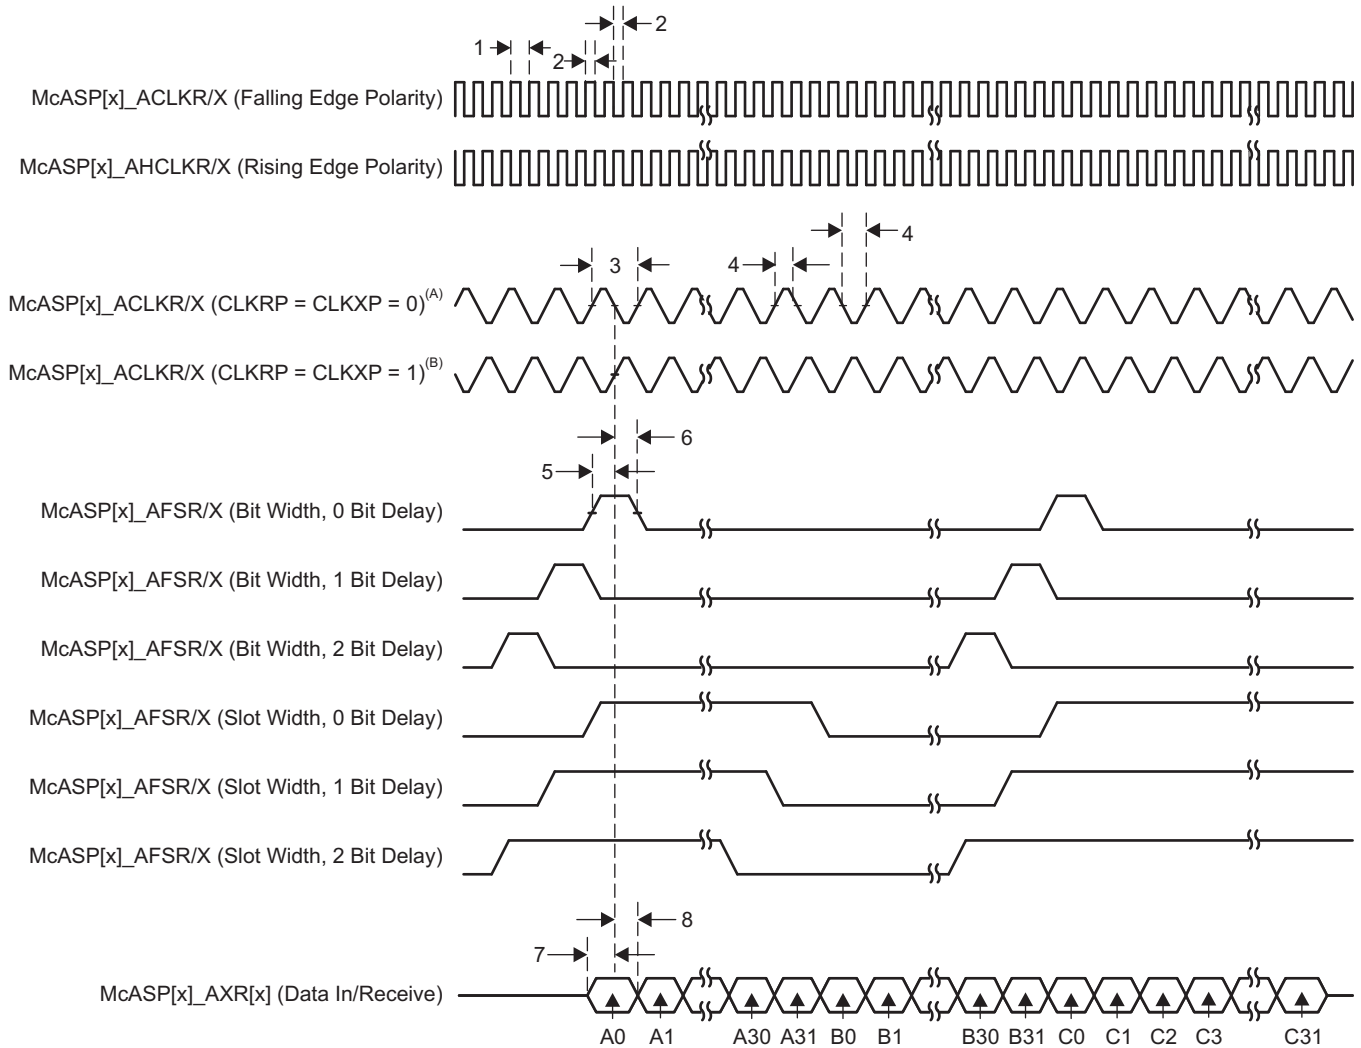 2
1
2
McASP[x]_ACLKR/X (Falling Edge Polarity)
McASP[x]_AHCLKR/X (Rising Edge Polarity)
4
3
4
McASP[x]_ACLKR/X (CLKRP = CLKXP = 0)(A)
McASP[x]_ACLKR/X (CLKRP = CLKXP = 1)(B)
6
5
McASP[x]_AFSR/X (Bit Width, 0 Bit Delay)
McASP[x]_AFSR/X (Bit Width, 1 Bit Delay)
McASP[x]_AFSR/X (Bit Width, 2 Bit Delay)
McASP[x]_AFSR/X (Slot Width, 0 Bit Delay)
McASP[x]_AFSR/X (Slot Width, 1 Bit Delay)
McASP[x]_AFSR/X (Slot Width, 2 Bit Delay)
8
7
McASP[x]_AXR[x] (Data In/Receive)
A0 A1 A30 A31 B0 B1 B30 B31 C0 C1 C2 C3 C31